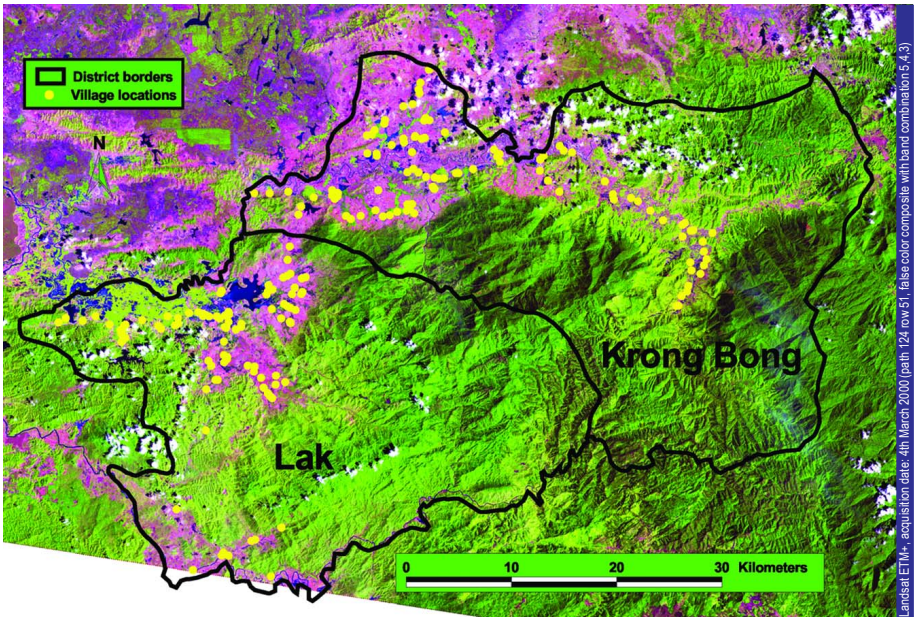 District borders
Village locations
N
Krong Bong
Lak
0 10 20 30 Kilometers
Landsat ETM+, acquisition date: 4th March 2000 (path 124 row 51, false color composite with band combination 5,4,3)